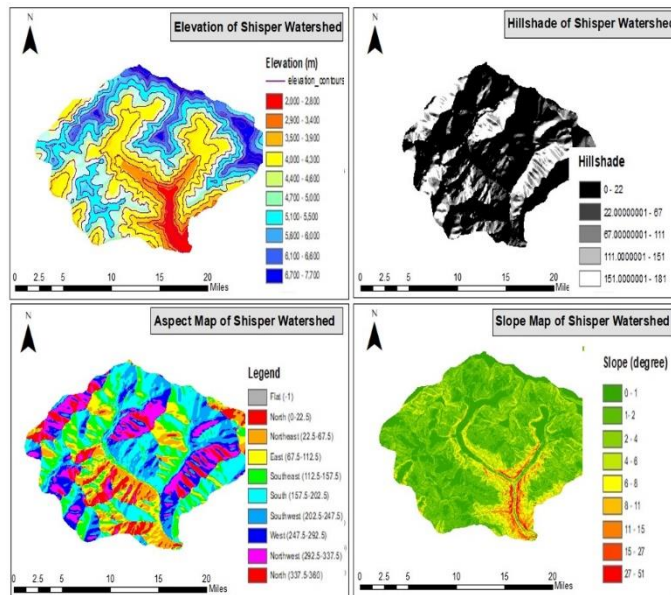 N
Elevation of Shisper Watershed
Elevation (m)
elevation_contours
2,000 - 2,800
2,900 - 3,400
3,500 - 3,900
4,000 - 4,300
4,400 - 4,600
4,700 - 5,000
5,100 - 5,500
5,600 - 6,000
6,100 - 6,600
6,700 - 7,700
0 2.5 5 10 15 20
Miles
N
Hillshade of Shisper Watershed
Hillshade
0 - 22
22.00000001 - 67
67.00000001 - 111
111.0000001 - 151
151.0000001 - 181
0 2.5 5 10 15 20
Miles
N
Aspect Map of Shisper Watershed
Legend
Flat (-1)
North (0-22.5)
Northeast (22.5-67.5)
East (67.5-112.5)
Southeast (112.5-157.5)
South (157.5-202.5)
Southwest (202.5-247.5)
West (247.5-292.5)
Northwest (292.5-337.5)
North (337.5-360)
0 2.5 5 10 15 20
Miles
N
Slope Map of Shisper Watershed
Slope (degree)
0 - 1
1 - 2
2 - 4
4 - 6
6 - 8
8 - 11
11 - 15
15 - 27
27 - 51
0 2.5 5 10 15 20
Miles